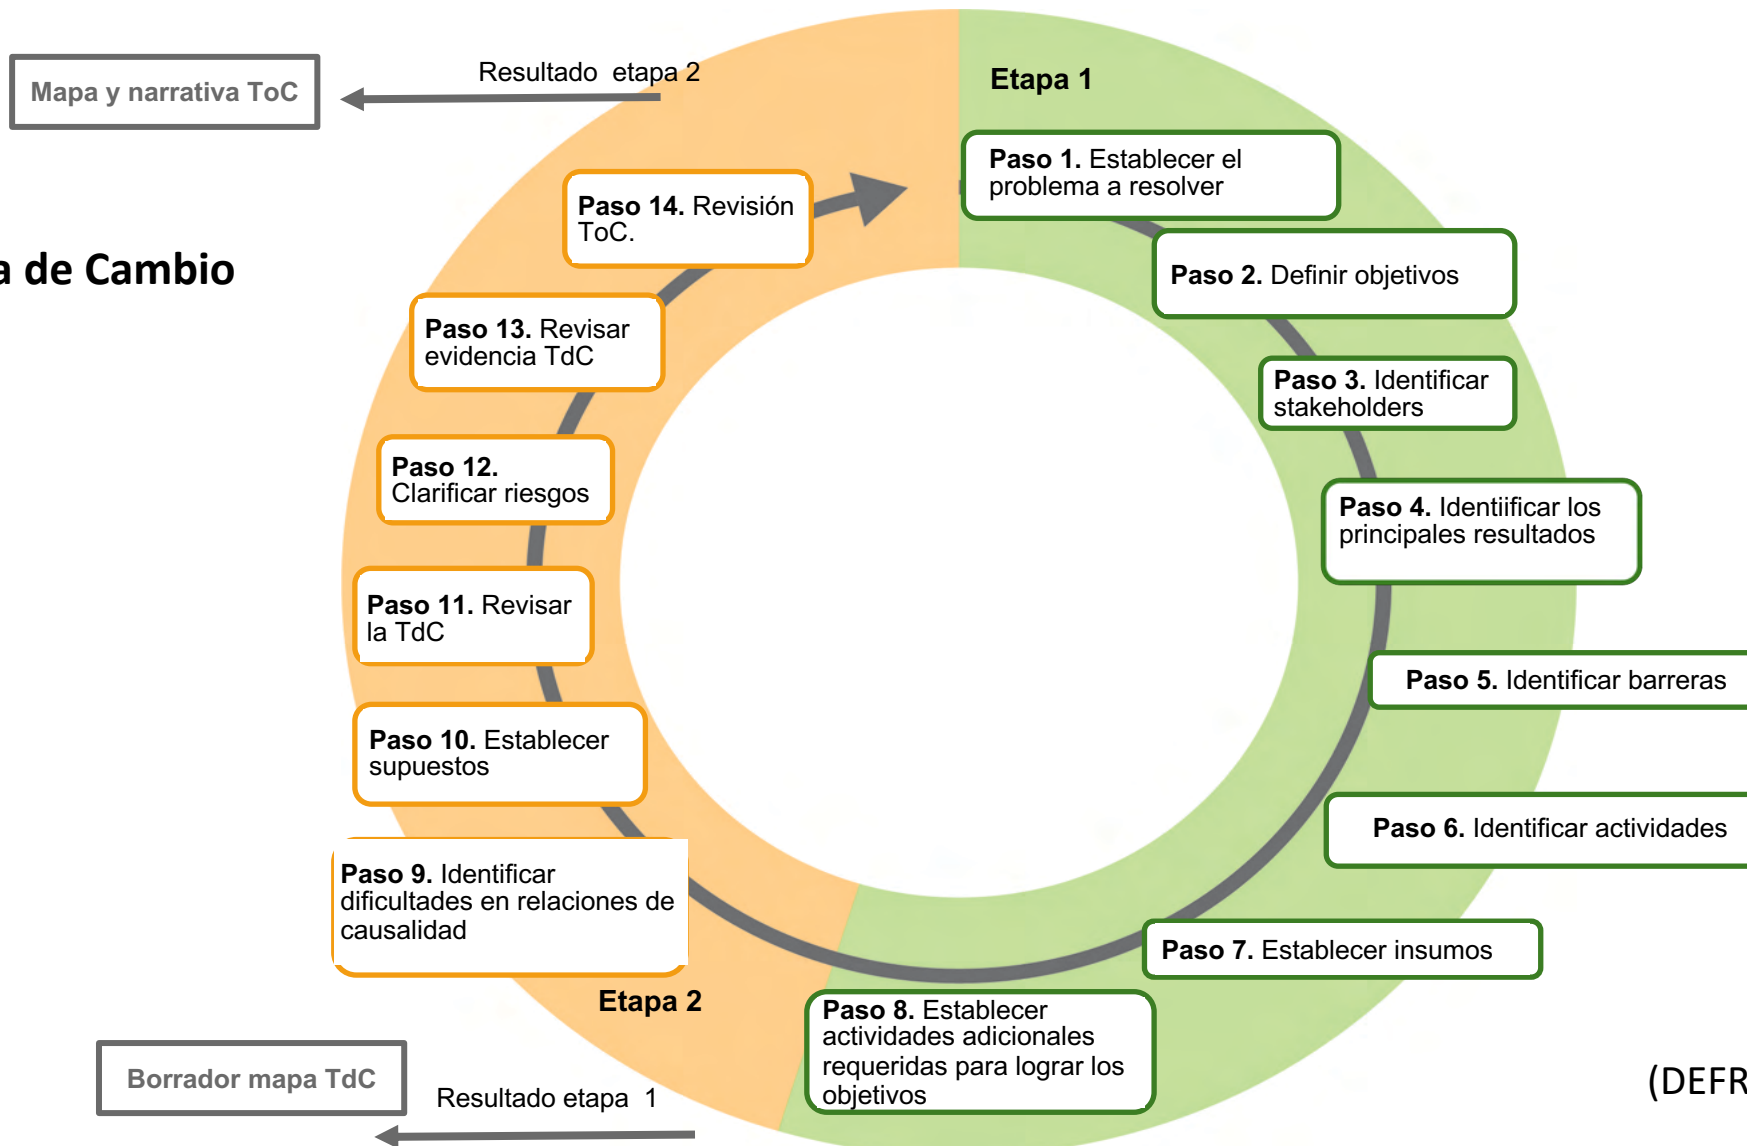 Resultado etapa 2
Mapa y narrativa ToC
Etapa 1
Paso 1. Establecer el
problema a resolver
Paso 14. Revisión
ToC.
a de Cambio
Paso 2. Definir objetivos
Paso 13. Revisar
evidencia TdC
Paso 3. Identificar
stakeholders
Paso 12.
Clarificar riesgos
Paso 4. Identiificar los
principales resultados
Paso 11. Revisar
la TdC
Paso 5. Identificar barreras
Paso 10. Establecer
supuestos
Paso 6. Identificar actividades
Paso 9. Identificar
dificultades en relaciones de
causalidad
Paso 7. Establecer insumos
Etapa 2
Paso 8. Establecer
actividades adicionales
requeridas para lograr los
objetivos
Borrador mapa TdC
Resultado etapa 1
(DEFR